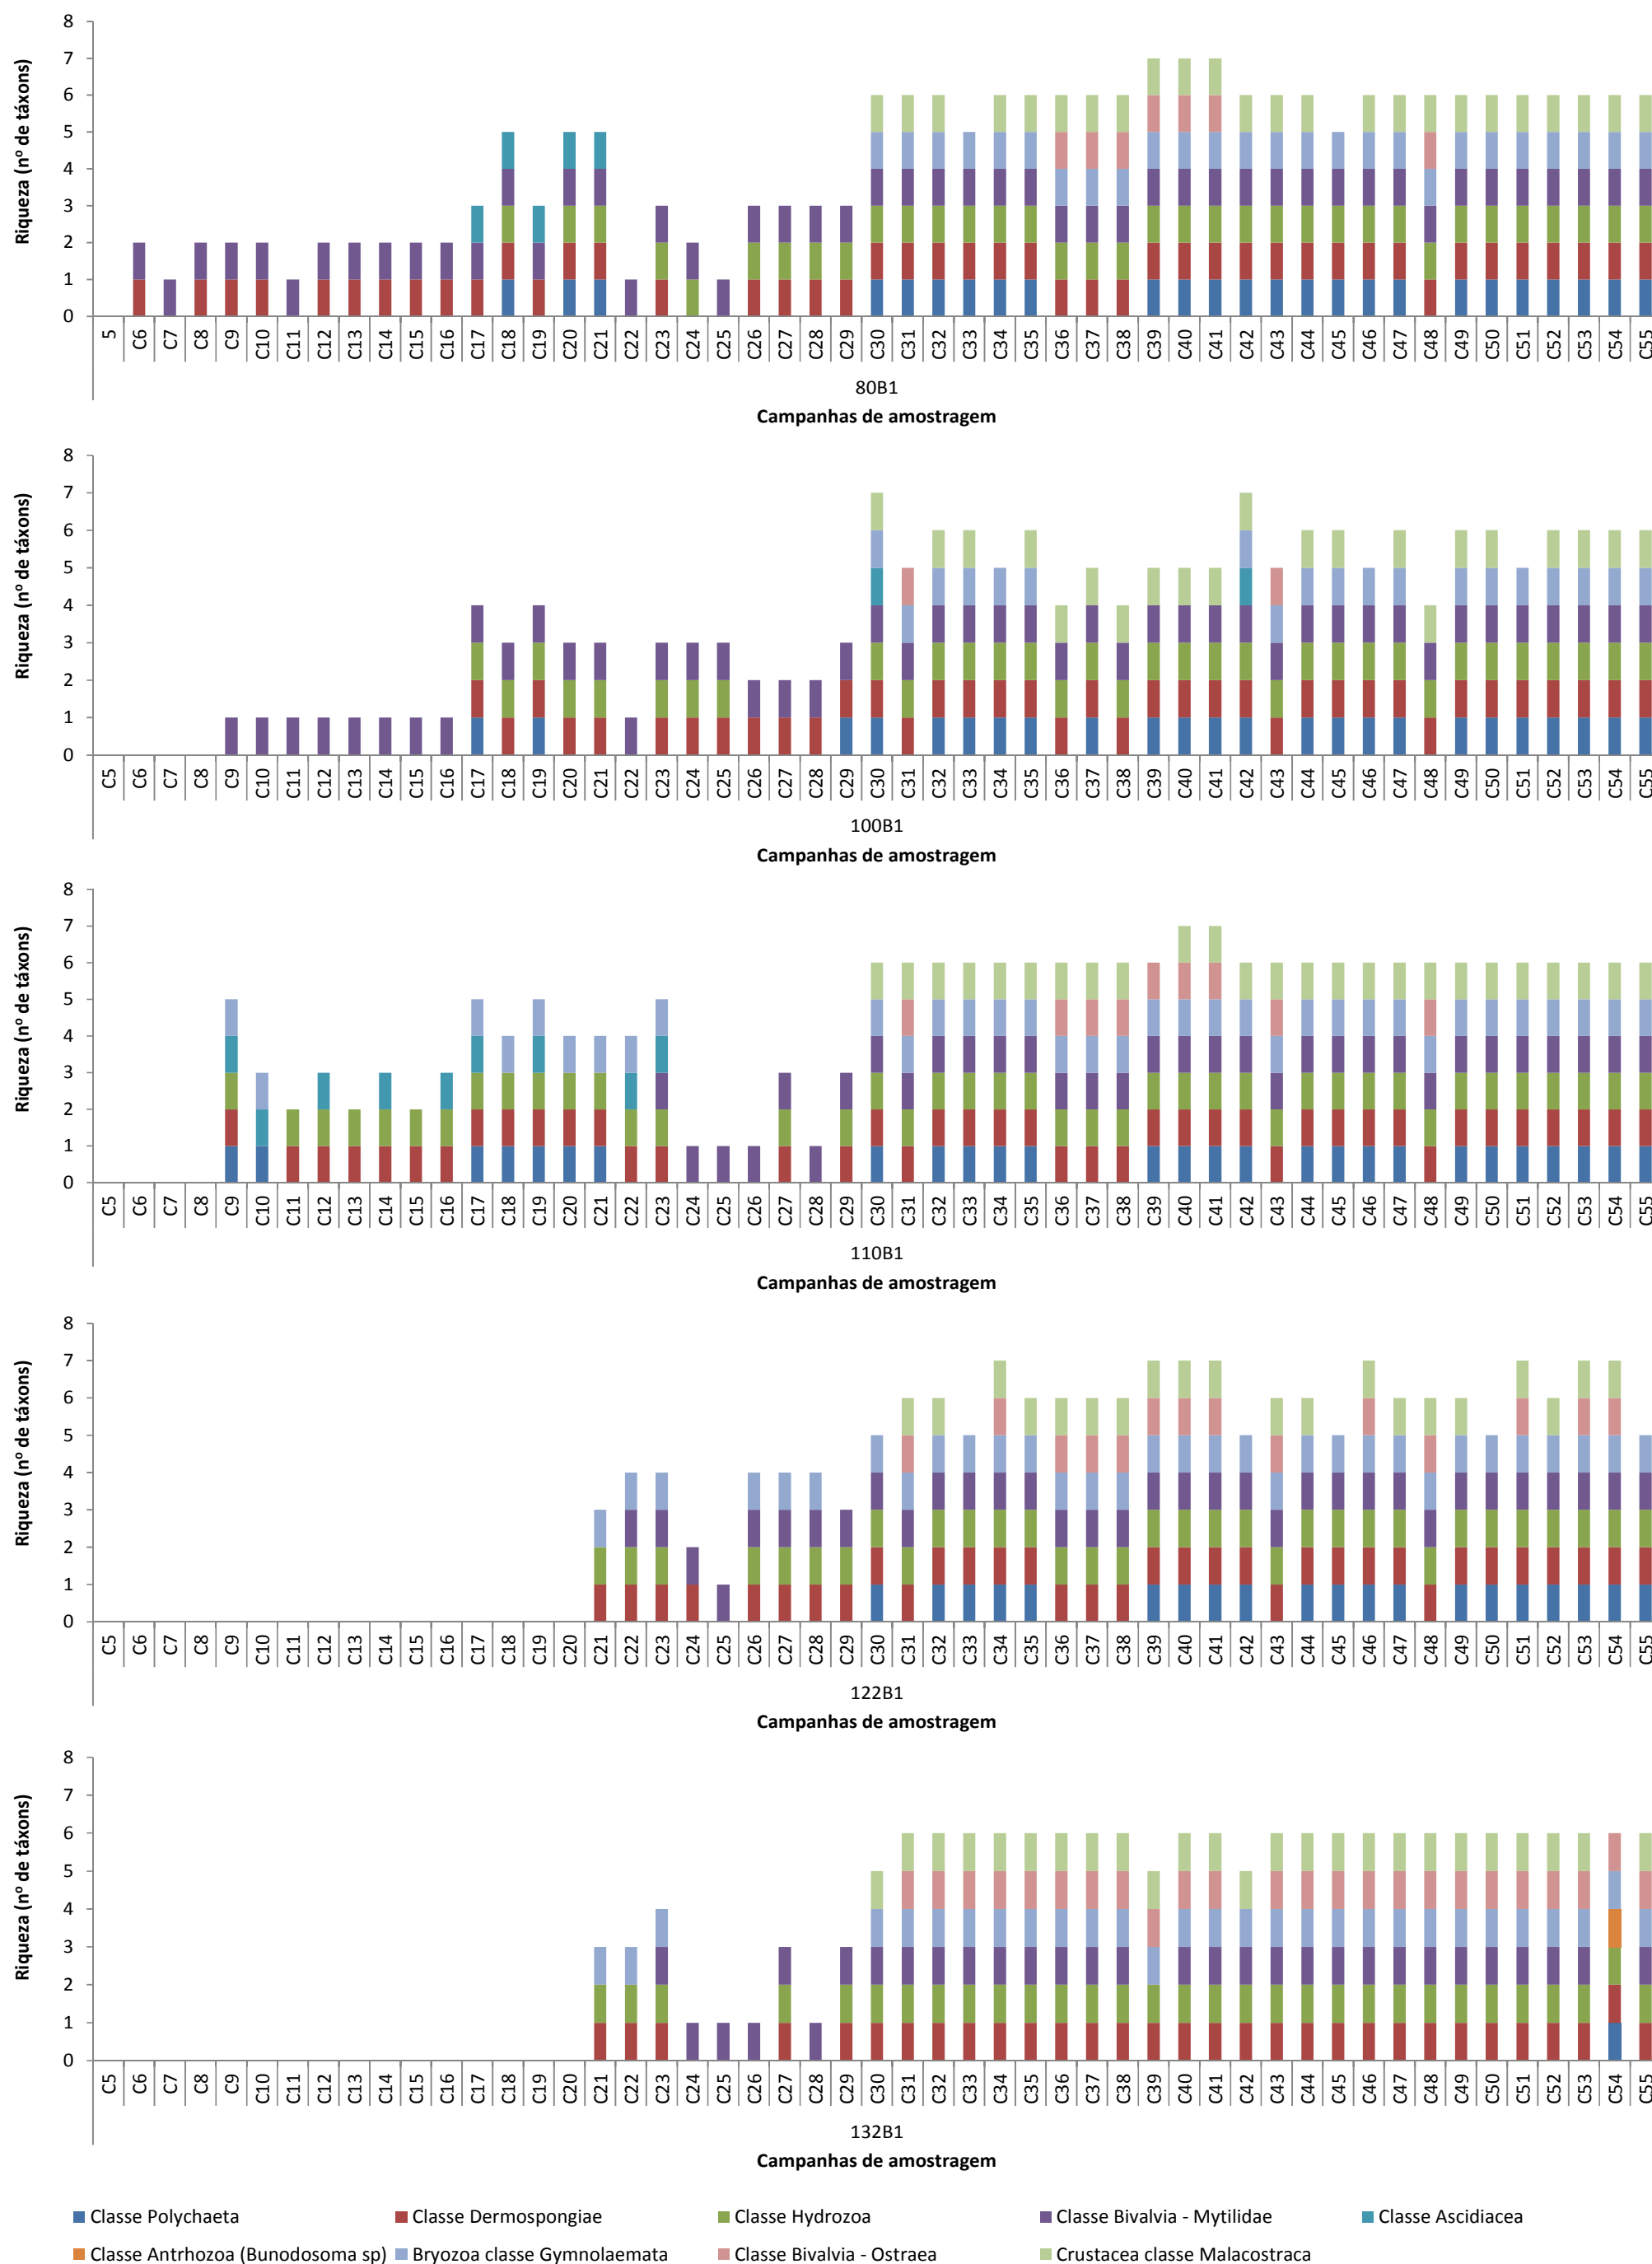 8
7
6
5
4
3
2
1
0
Riqueza (nº de táxons)
5 C6 C7 C8 C9 C10 C11 C12 C13 C14 C15 C16 C17 C18 C19 C20 C21 C22 C23 C24 C25 C26 C27 C28 C29 C30 C31 C32 C33 C34 C35 C36 C37 C38 C39 C40 C41 C42 C43 C44 C45 C46 C47 C48 C49 C50 C51 C52 C53 C54 C55
80B1
Campanhas de amostragem
8
7
6
5
4
3
2
1
0
Riqueza (nº de táxons)
C5 C6 C7 C8 C9 C10 C11 C12 C13 C14 C15 C16 C17 C18 C19 C20 C21 C22 C23 C24 C25 C26 C27 C28 C29 C30 C31 C32 C33 C34 C35 C36 C37 C38 C39 C40 C41 C42 C43 C44 C45 C46 C47 C48 C49 C50 C51 C52 C53 C54 C55
100B1
Campanhas de amostragem
8
7
6
5
4
3
2
1
0
Riqueza (nº de táxons)
C5 C6 C7 C8 C9 C10 C11 C12 C13 C14 C15 C16 C17 C18 C19 C20 C21 C22 C23 C24 C25 C26 C27 C28 C29 C30 C31 C32 C33 C34 C35 C36 C37 C38 C39 C40 C41 C42 C43 C44 C45 C46 C47 C48 C49 C50 C51 C52 C53 C54 C55
110B1
Campanhas de amostragem
8
7
6
5
4
3
2
1
0
Riqueza (nº de táxons)
C5 C6 C7 C8 C9 C10 C11 C12 C13 C14 C15 C16 C17 C18 C19 C20 C21 C22 C23 C24 C25 C26 C27 C28 C29 C30 C31 C32 C33 C34 C35 C36 C37 C38 C39 C40 C41 C42 C43 C44 C45 C46 C47 C48 C49 C50 C51 C52 C53 C54 C55
122B1
Campanhas de amostragem
8
7
6
5
4
3
2
1
0
Riqueza (nº de táxons)
C5 C6 C7 C8 C9 C10 C11 C12 C13 C14 C15 C16 C17 C18 C19 C20 C21 C22 C23 C24 C25 C26 C27 C28 C29 C30 C31 C32 C33 C34 C35 C36 C37 C38 C39 C40 C41 C42 C43 C44 C45 C46 C47 C48 C49 C50 C51 C52 C53 C54 C55
132B1
Campanhas de amostragem
Classe Polychaeta Classe Dermospongiae Classe Hydrozoa Classe Bivalvia - Mytilidae Classe Ascidiacea
Classe Antrhozoa (Bunodosoma sp) Bryozoa classe Gymnolaemata Classe Bivalvia - Ostraea Crustacea classe Malacostraca